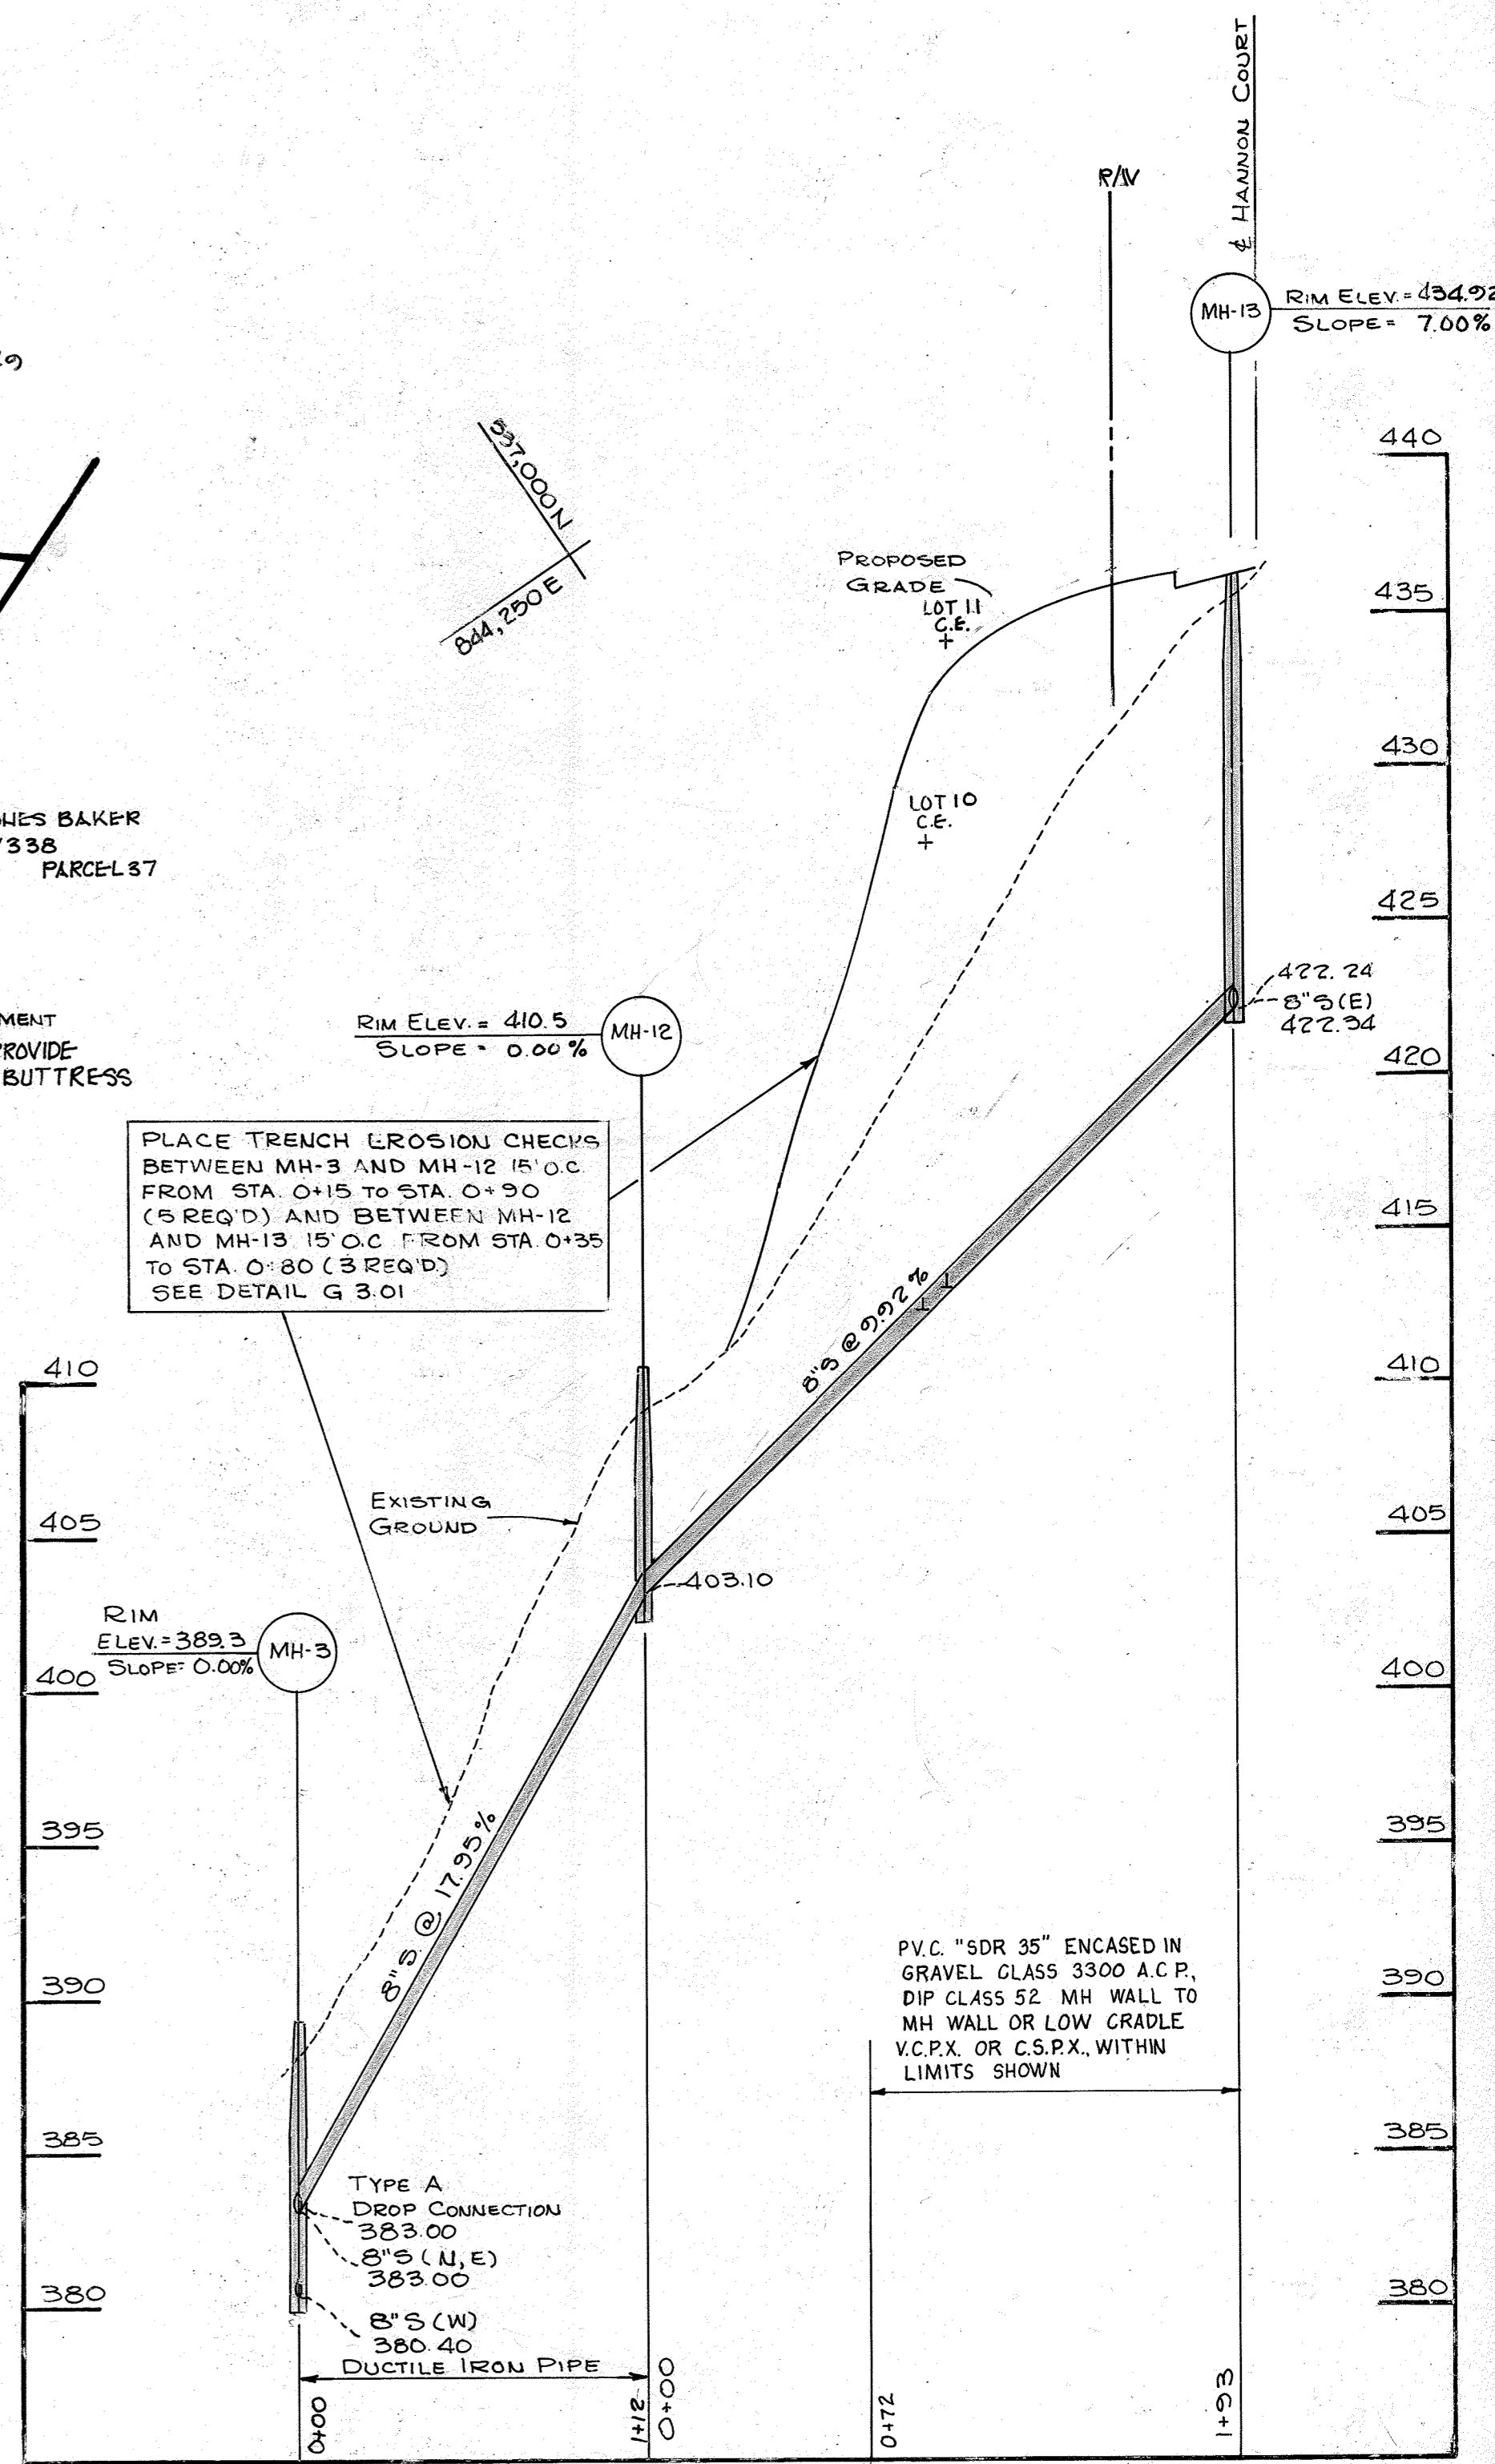 ℄ HANNON COURT
R/W
MH-13
RIM ELEV. = 434.92
SLOPE = 7.00%
537,000 N
844,250 E
440
PROPOSED
GRADE
LOT 11
C.E.
+
435
430
LOT 10
C.E.
+
BAKER
338
PARCEL 37
425
422.24
8"S (E)
422.34
PROVIDE
BUTTRESS
RIM ELEV. = 410.5
SLOPE = 0.00%
MH-12
420
PLACE TRENCH EROSION CHECKS
BETWEEN MH-3 AND MH-12 15' O.C.
FROM STA. 0+15 TO STA. 0+90
(5 REQ'D) AND BETWEEN MH-12
AND MH-13 15' O.C FROM STA. 0+35
TO STA. 0+80 (3 REQ'D.)
SEE DETAIL G 3.01
415
8"S @ 9.92%
410
410
EXISTING
GROUND
405
405
403.10
RIM
ELEV. = 389.3
SLOPE = 0.00%
MH-3
400
400
395
395
8"S @ 17.95%
P.V.C. "SDR 35" ENCASED IN
GRAVEL CLASS 3300 A.C.P.,
DIP CLASS 52 MH WALL TO
MH WALL OR LOW CRADLE
V.C.P.X. OR C.S.P.X., WITHIN
LIMITS SHOWN
390
390
385
385
TYPE A
DROP CONNECTION
383.00
8"S (N,E)
383.00
380
380
8"S (W)
380.40
DUCTILE IRON PIPE
0+00
1+12
0+00
0+72
1+93